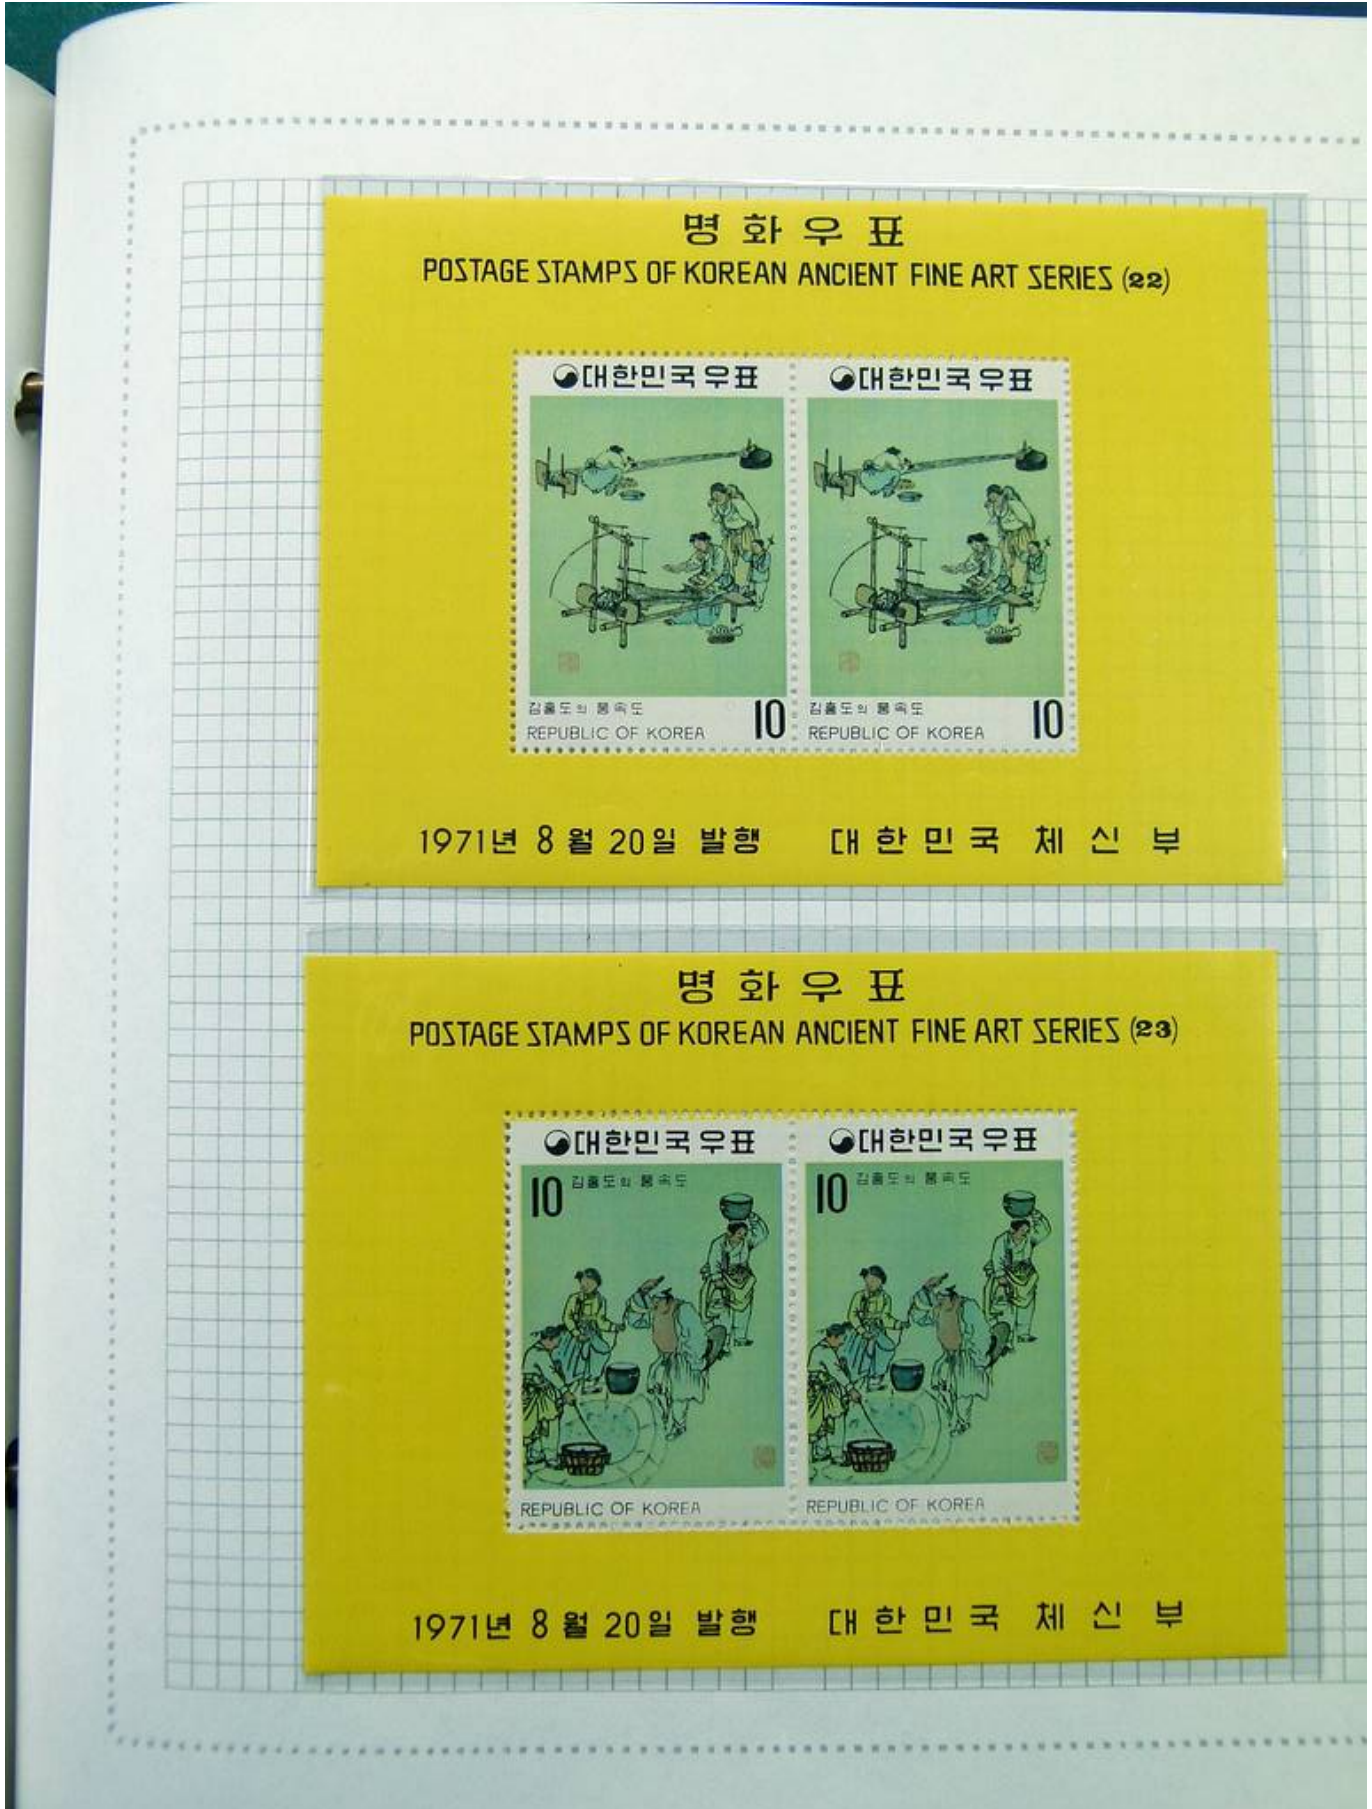 명화우표
POSTAGE STAMPS OF KOREAN ANCIENT FINE ART SERIES (22)
대한민국우표 대한민국우표
김홍도의 풍속도 10 김홍도의 풍속도 10
REPUBLIC OF KOREA REPUBLIC OF KOREA
1971년 8월 20일 발행 대한민국 체신부
명화우표
POSTAGE STAMPS OF KOREAN ANCIENT FINE ART SERIES (23)
대한민국우표 대한민국우표
10 김홍도의 풍속도 10 김홍도의 풍속도
REPUBLIC OF KOREA REPUBLIC OF KOREA
1971년 8월 20일 발행 대한민국 체신부